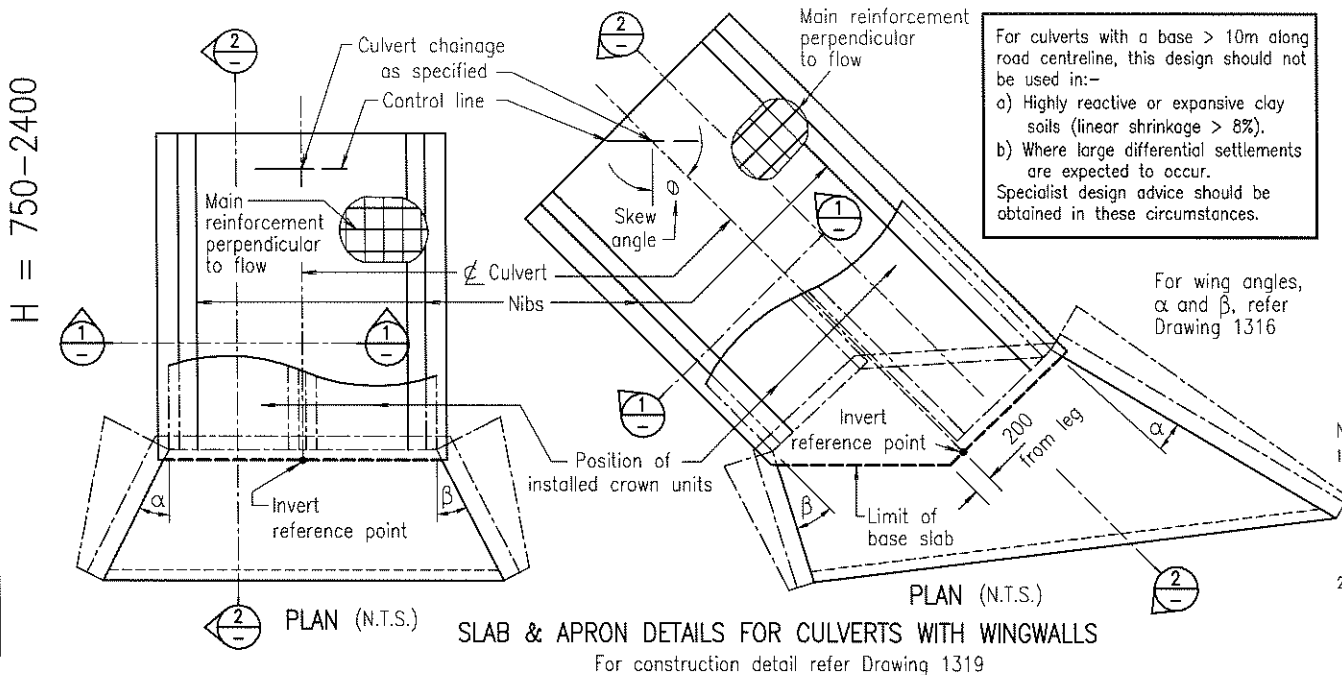 H = 750-2400
2
–
Culvert chainage
as specified
Control line
Main
reinforcement
perpendicular
to flow
₵ Culvert
Nibs
1
–
1
–
Position of
installed crown units
α
β
Invert
reference point
2
–
PLAN (N.T.S.)
2
–
Main reinforcement
perpendicular
to flow
θ
Skew
angle
1
–
1
–
Invert
reference point
200
from leg
α
β
Limit of
base slab
2
–
PLAN (N.T.S.)
For culverts with a base > 10m along
road centreline, this design should not
be used in:-
a) Highly reactive or expansive clay
soils (linear shrinkage > 8%).
b) Where large differential settlements
are expected to occur.
Specialist design advice should be
obtained in these circumstances.
For wing angles,
α and β, refer
Drawing 1316
N
1
2
SLAB & APRON DETAILS FOR CULVERTS WITH WINGWALLS
For construction detail refer Drawing 1319